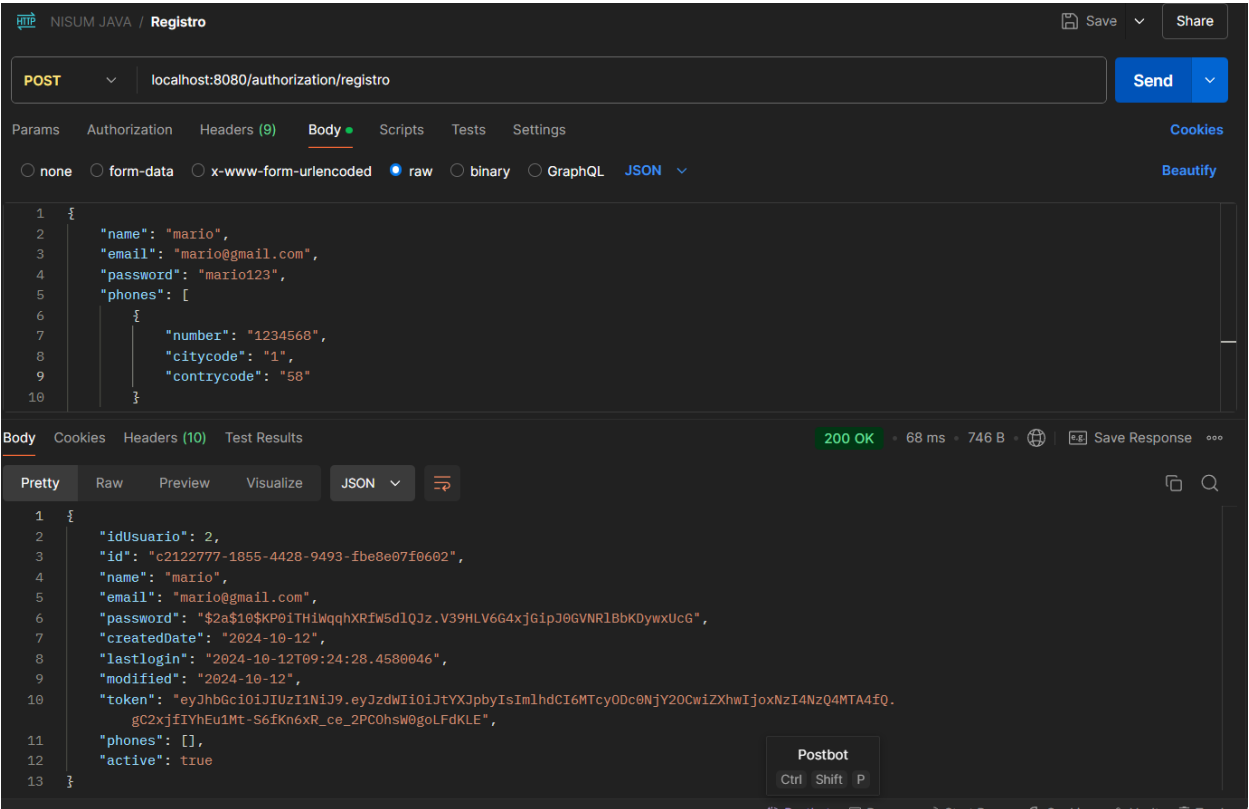 HTTP NISUM JAVA / Registro Save Share
POST localhost:8080/authorization/registro Send
Params Authorization Headers (9) Body Scripts Tests Settings Cookies
none form-data x-www-form-urlencoded raw binary GraphQL JSON Beautify
1 {
2 "name": "mario",
3 "email": "mario@gmail.com",
4 "password": "mario123",
5 "phones": [
6 {
7 "number": "1234568",
8 "citycode": "1",
9 "contrycode": "58"
10 }
Body Cookies Headers (10) Test Results 200 OK 68 ms 746 B e.g. Save Response
Pretty Raw Preview Visualize JSON
1 {
2 "idUsuario": 2,
3 "id": "c2122777-1855-4428-9493-fbe8e07f0602",
4 "name": "mario",
5 "email": "mario@gmail.com",
6 "password": "$2a$10$KP0iTHiWqqhXRfW5dlQJz.V39HLV6G4xjGipJ0GVNRlBbKDywxUcG",
7 "createdDate": "2024-10-12",
8 "lastlogin": "2024-10-12T09:24:28.4580046",
9 "modified": "2024-10-12",
10 "token": "eyJhbGciOiJIUzI1NiJ9.eyJzdWIiOiJtYXJpbyIsImlhdCI6MTcyODc0NjY2OCwiZXhwIjoxNzI4NzQ4MTA4fQ.
gC2xjfIYhEu1Mt-S6fKn6xR_ce_2PCOhsW0goLFdKLE",
11 "phones": [],
12 "active": true
13 }
Postbot
Ctrl Shift P